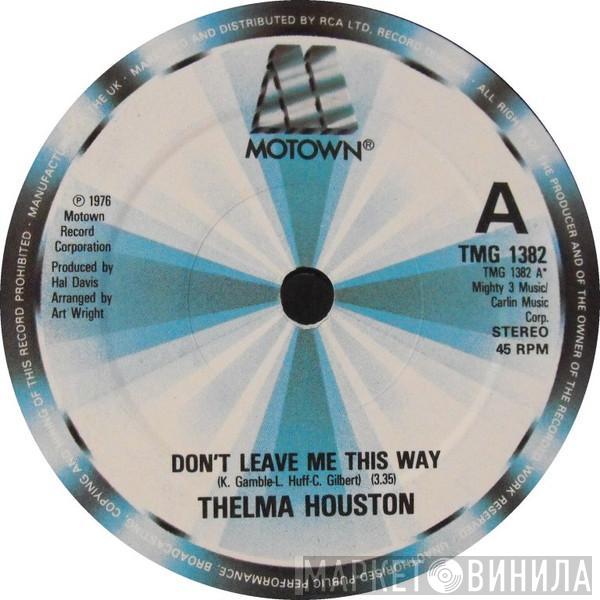 MANUFACTURED AND DISTRIBUTED BY RCA LTD, RECORD
THE UK
ALL RIGHTS OF THE PRODUCER AND OF THE OWNER OF THE RECORDED WORK RESERVED
UNAUTHORISED PUBLIC PERFORMANCE, BROADCASTING, COPYING AND OF THIS RECORD PROHIBITED
MOTOWN®
℗ 1976
Motown
Record
Corporation
Produced by
Hal Davis
Arranged by
Art Wright
A
TMG 1382
TMG 1382 A*
Mighty 3 Music/
Carlin Music
Corp.
STEREO
45 RPM
DON'T LEAVE ME THIS WAY
(K. Gamble-L. Huff-C. Gilbert) (3.35)
THELMA HOUSTON
МАРКЕТ ВИНИЛА